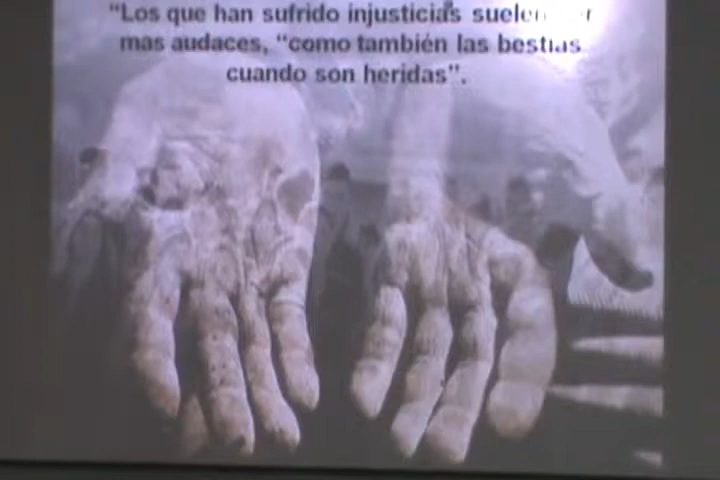 “Los que han sufrido injusticias suelen
mas audaces, “como también las bestias
cuando son heridas”.